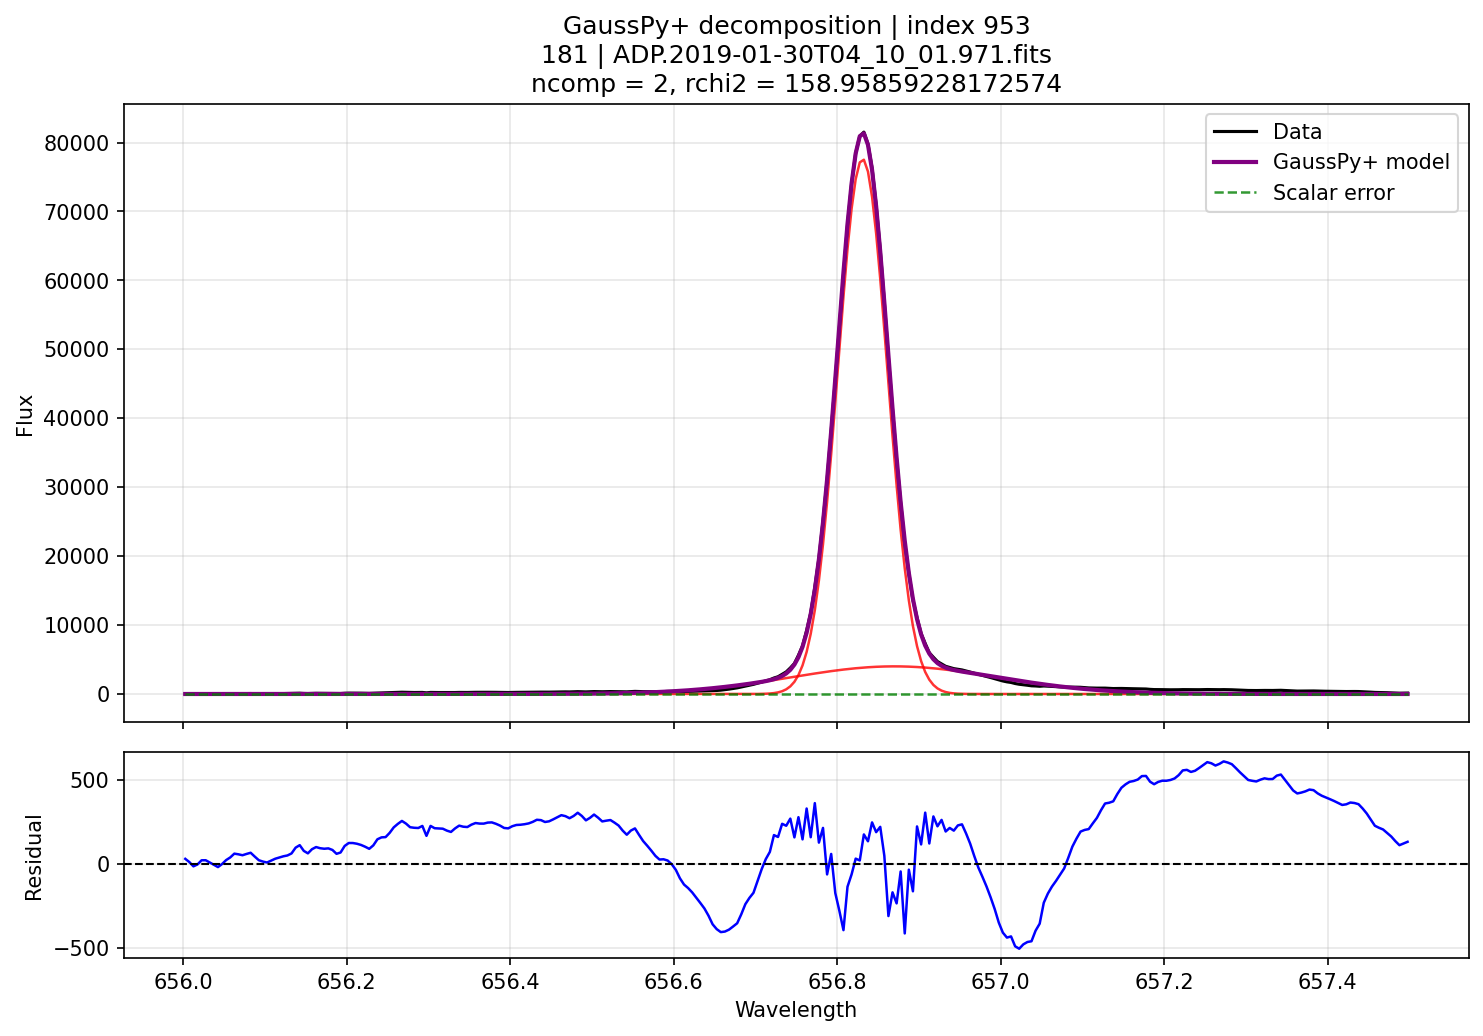 GaussPy+ decomposition | index 953
181 | ADP.2019-01-30T04_10_01.971.fits
ncomp = 2, rchi2 = 158.95859228172574
Data
GaussPy+ model
Scalar error
80000
70000
60000
50000
40000
30000
20000
10000
0
Flux
500
0
−500
Residual
656.0 656.2 656.4 656.6 656.8 657.0 657.2 657.4
Wavelength